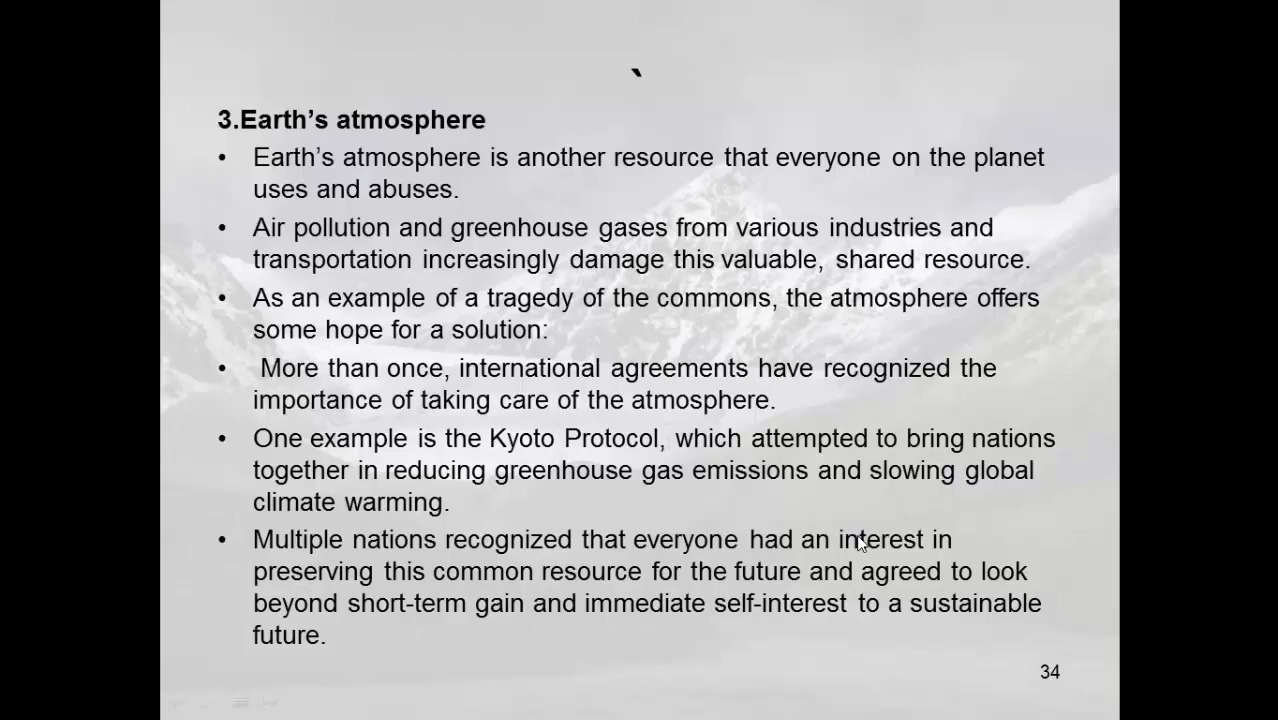 `
3.Earth’s atmosphere
• Earth’s atmosphere is another resource that everyone on the planet
uses and abuses.
• Air pollution and greenhouse gases from various industries and
transportation increasingly damage this valuable, shared resource.
• As an example of a tragedy of the commons, the atmosphere offers
some hope for a solution:
• More than once, international agreements have recognized the
importance of taking care of the atmosphere.
• One example is the Kyoto Protocol, which attempted to bring nations
together in reducing greenhouse gas emissions and slowing global
climate warming.
• Multiple nations recognized that everyone had an interest in
preserving this common resource for the future and agreed to look
beyond short-term gain and immediate self-interest to a sustainable
future.
34